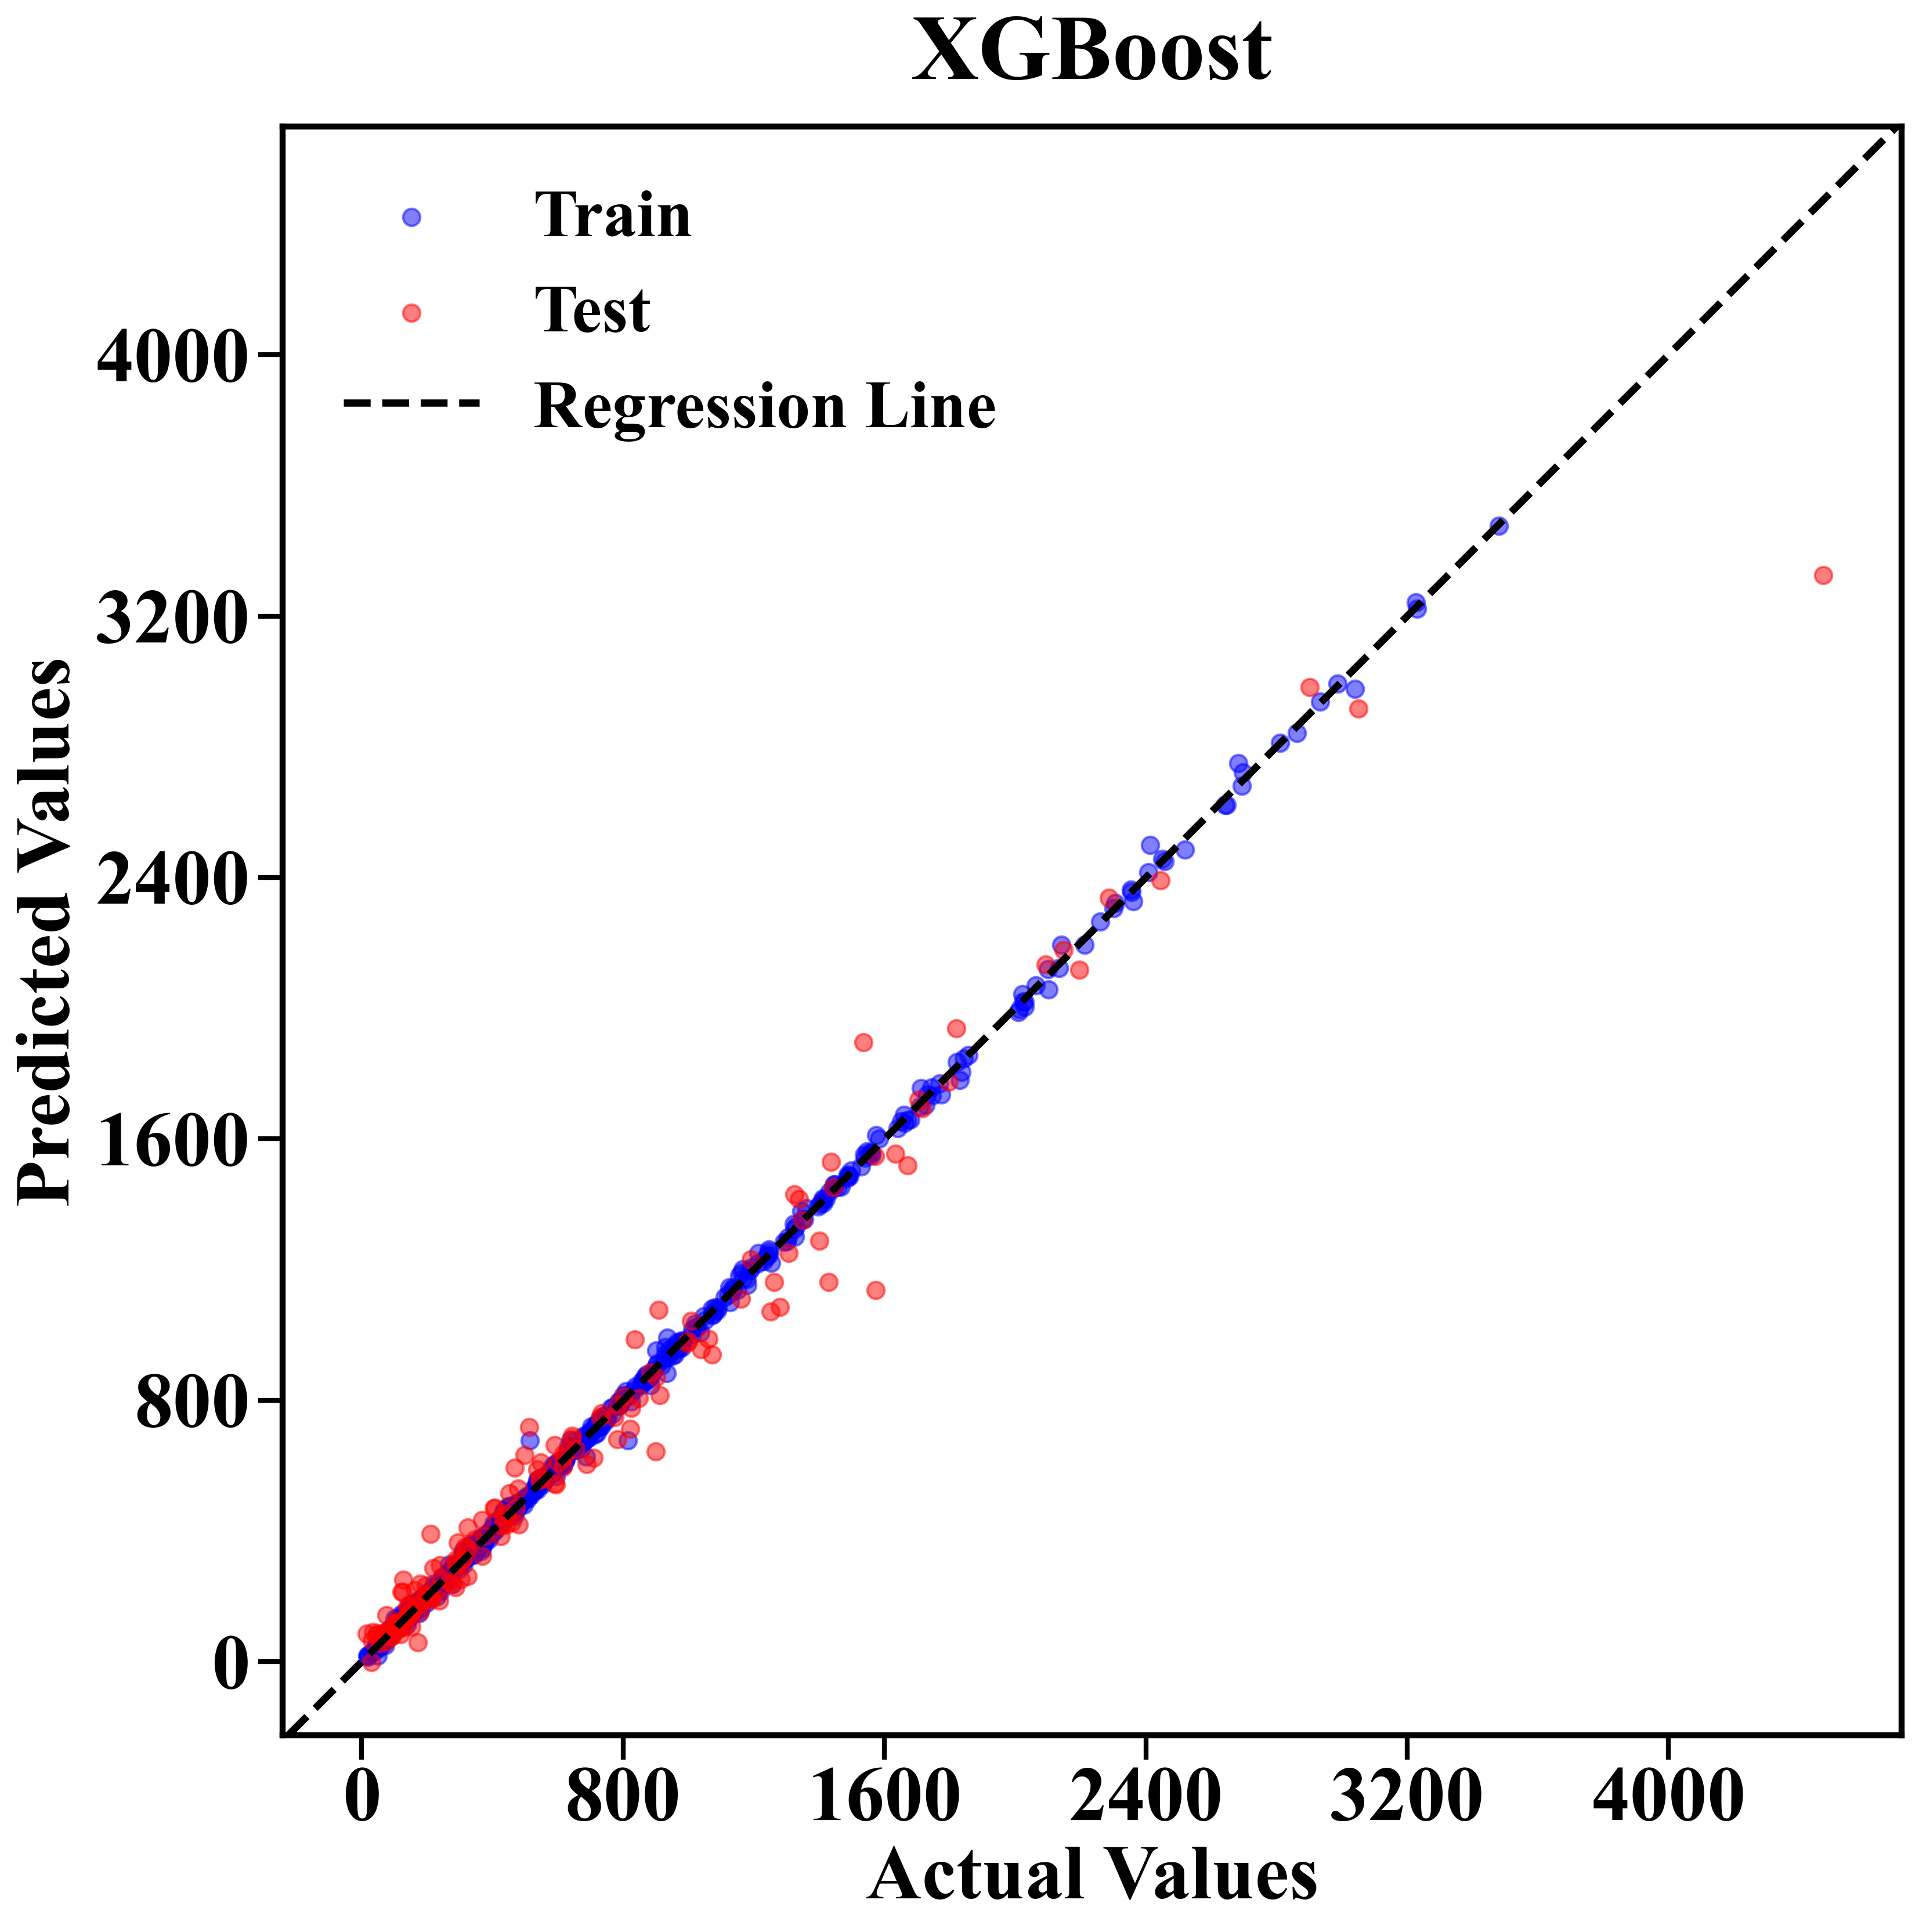 XGBoost
Train
Test
Regression Line
4000
3200
2400
1600
800
0
Predicted Values
0 800 1600 2400 3200 4000
Actual Values